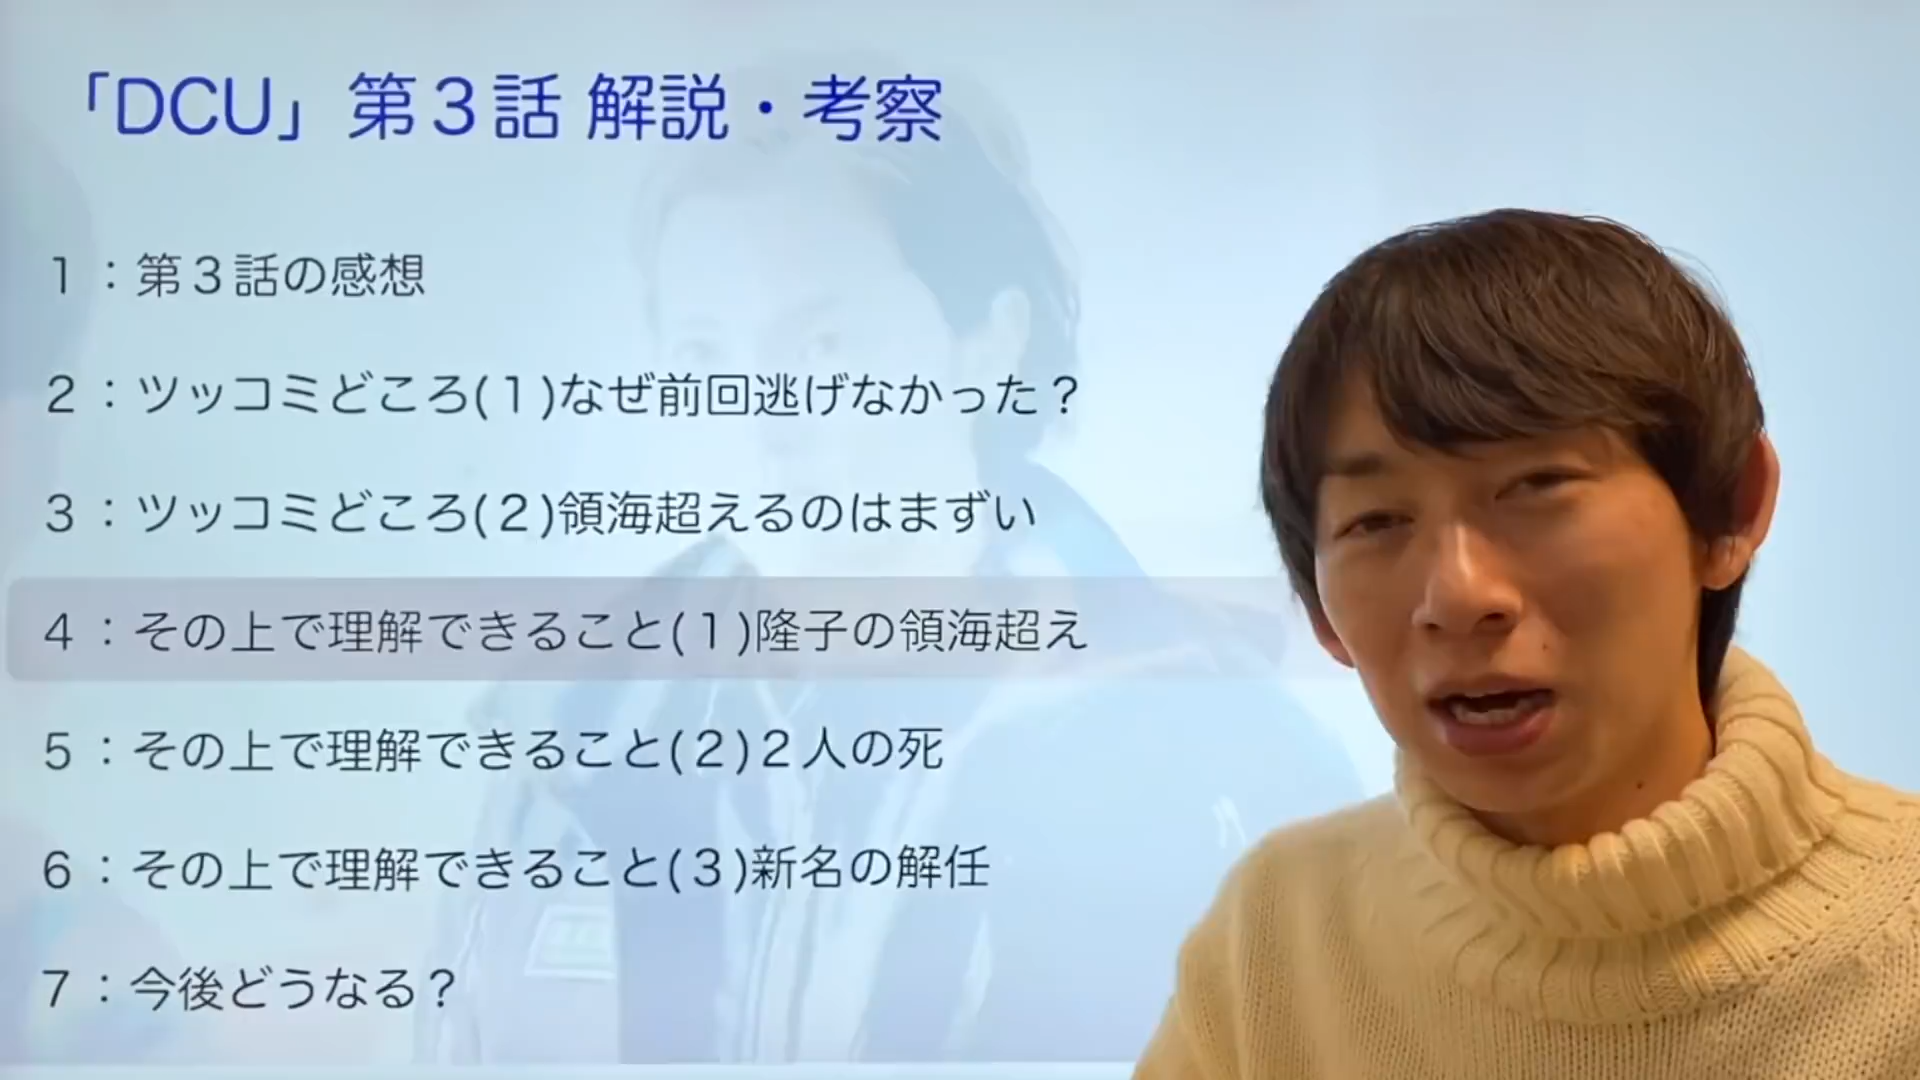 「DCU」第３話 解説・考察
１：第３話の感想
２：ツッコミどころ(１)なぜ前回逃げなかった？
３：ツッコミどころ(２)領海超えるのはまずい
４：その上で理解できること(１)隆子の領海超え
５：その上で理解できること(２)２人の死
６：その上で理解できること(３)新名の解任
７：今後どうなる？